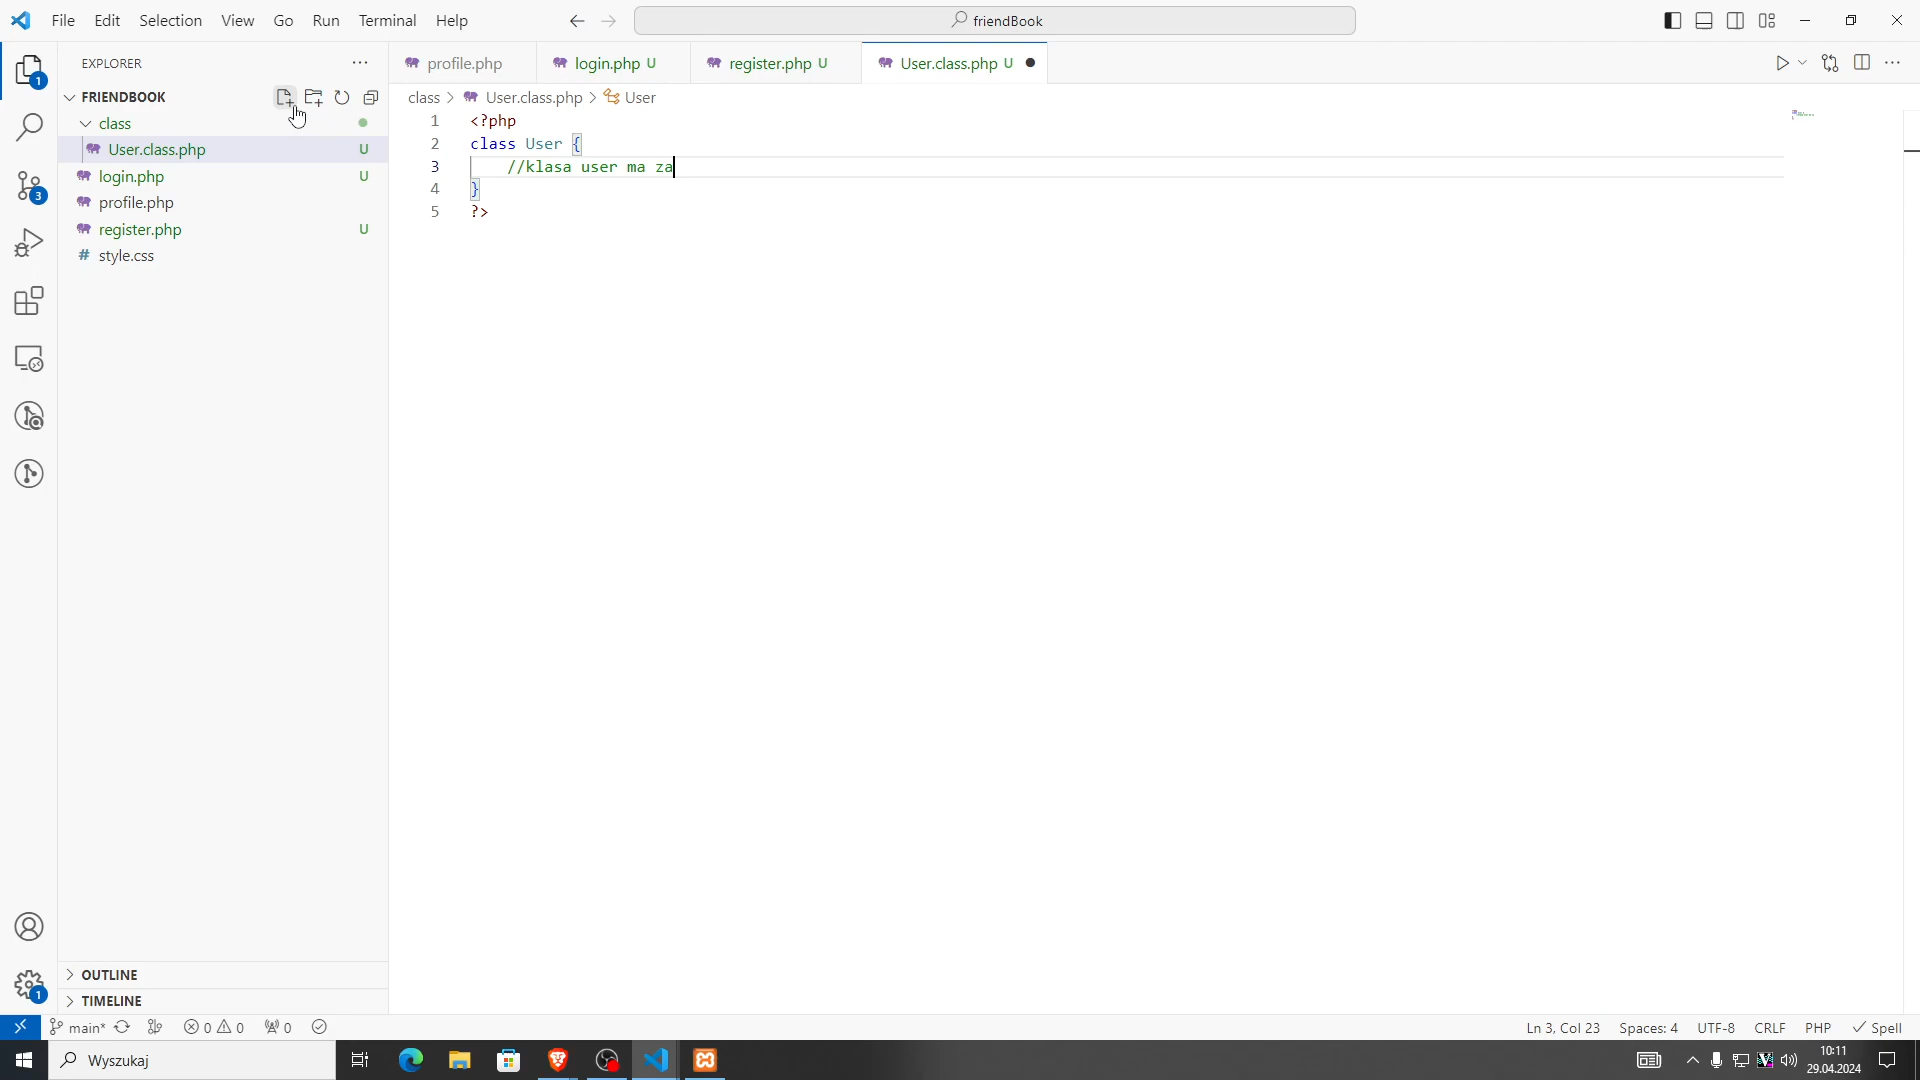 File Edit Selection View Go Run Terminal Help
friendBook
EXPLORER
profile.php
login.php U
register.php U
User.class.php U
FRIENDBOOK
class > User.class.php > User
class
User.class.php U
login.php U
profile.php
register.php U
style.css
1 <?php
2 class User {
3 //klasa user ma za
4 }
5 ?>
1
3
1
OUTLINE
TIMELINE
main* 0 0 0
Ln 3, Col 23 Spaces: 4 UTF-8 CRLF PHP Spell
Wyszukaj
10:11
29.04.2024